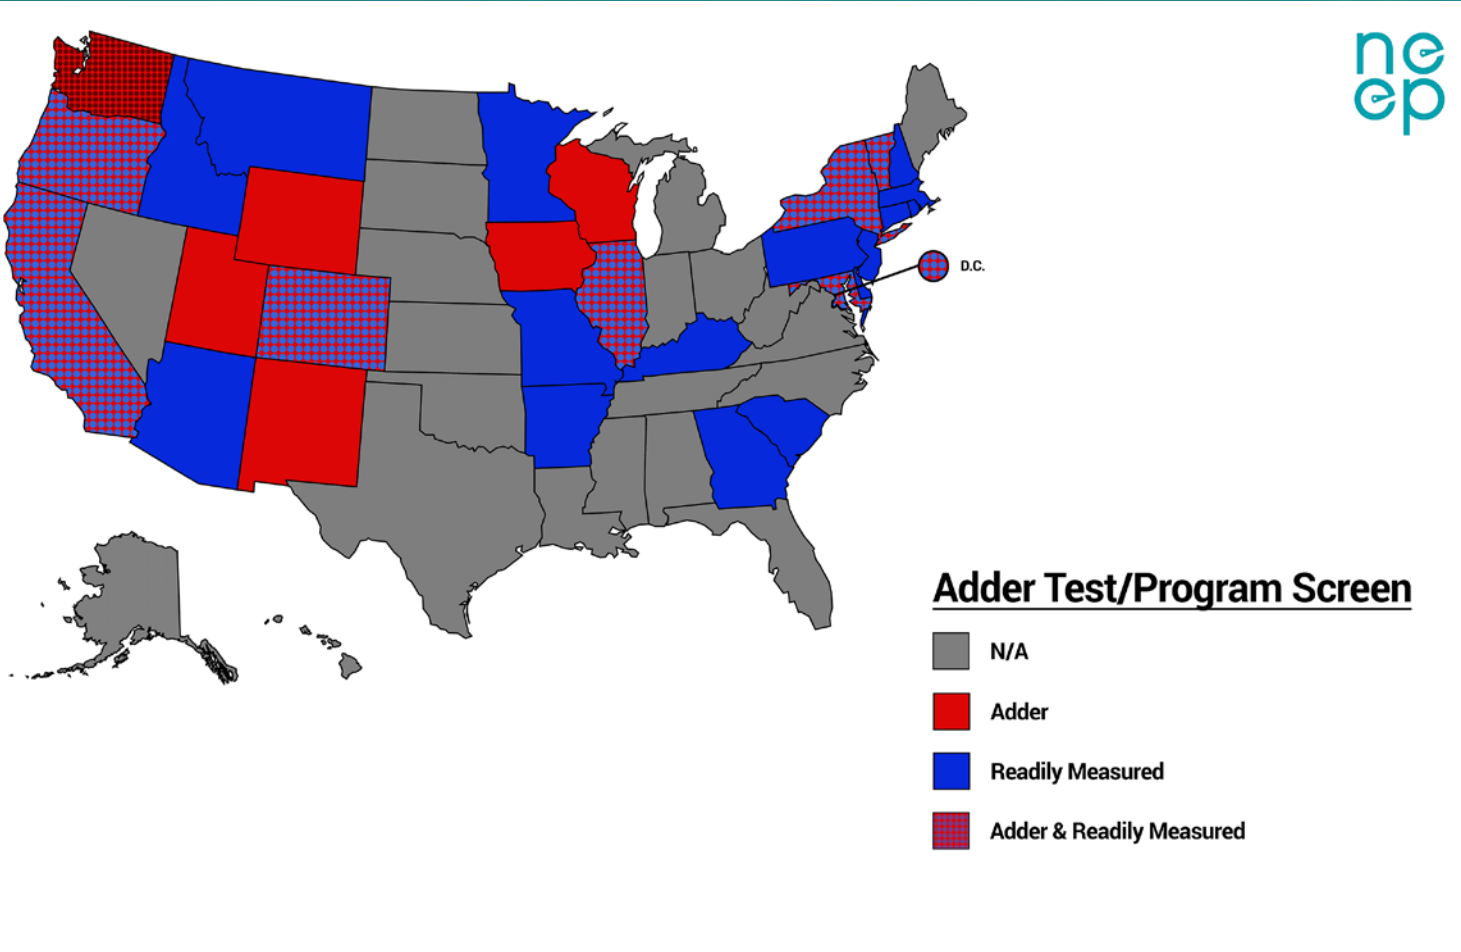 ne
ep
D.C.
Adder Test/Program Screen
N/A
Adder
Readily Measured
Adder & Readily Measured